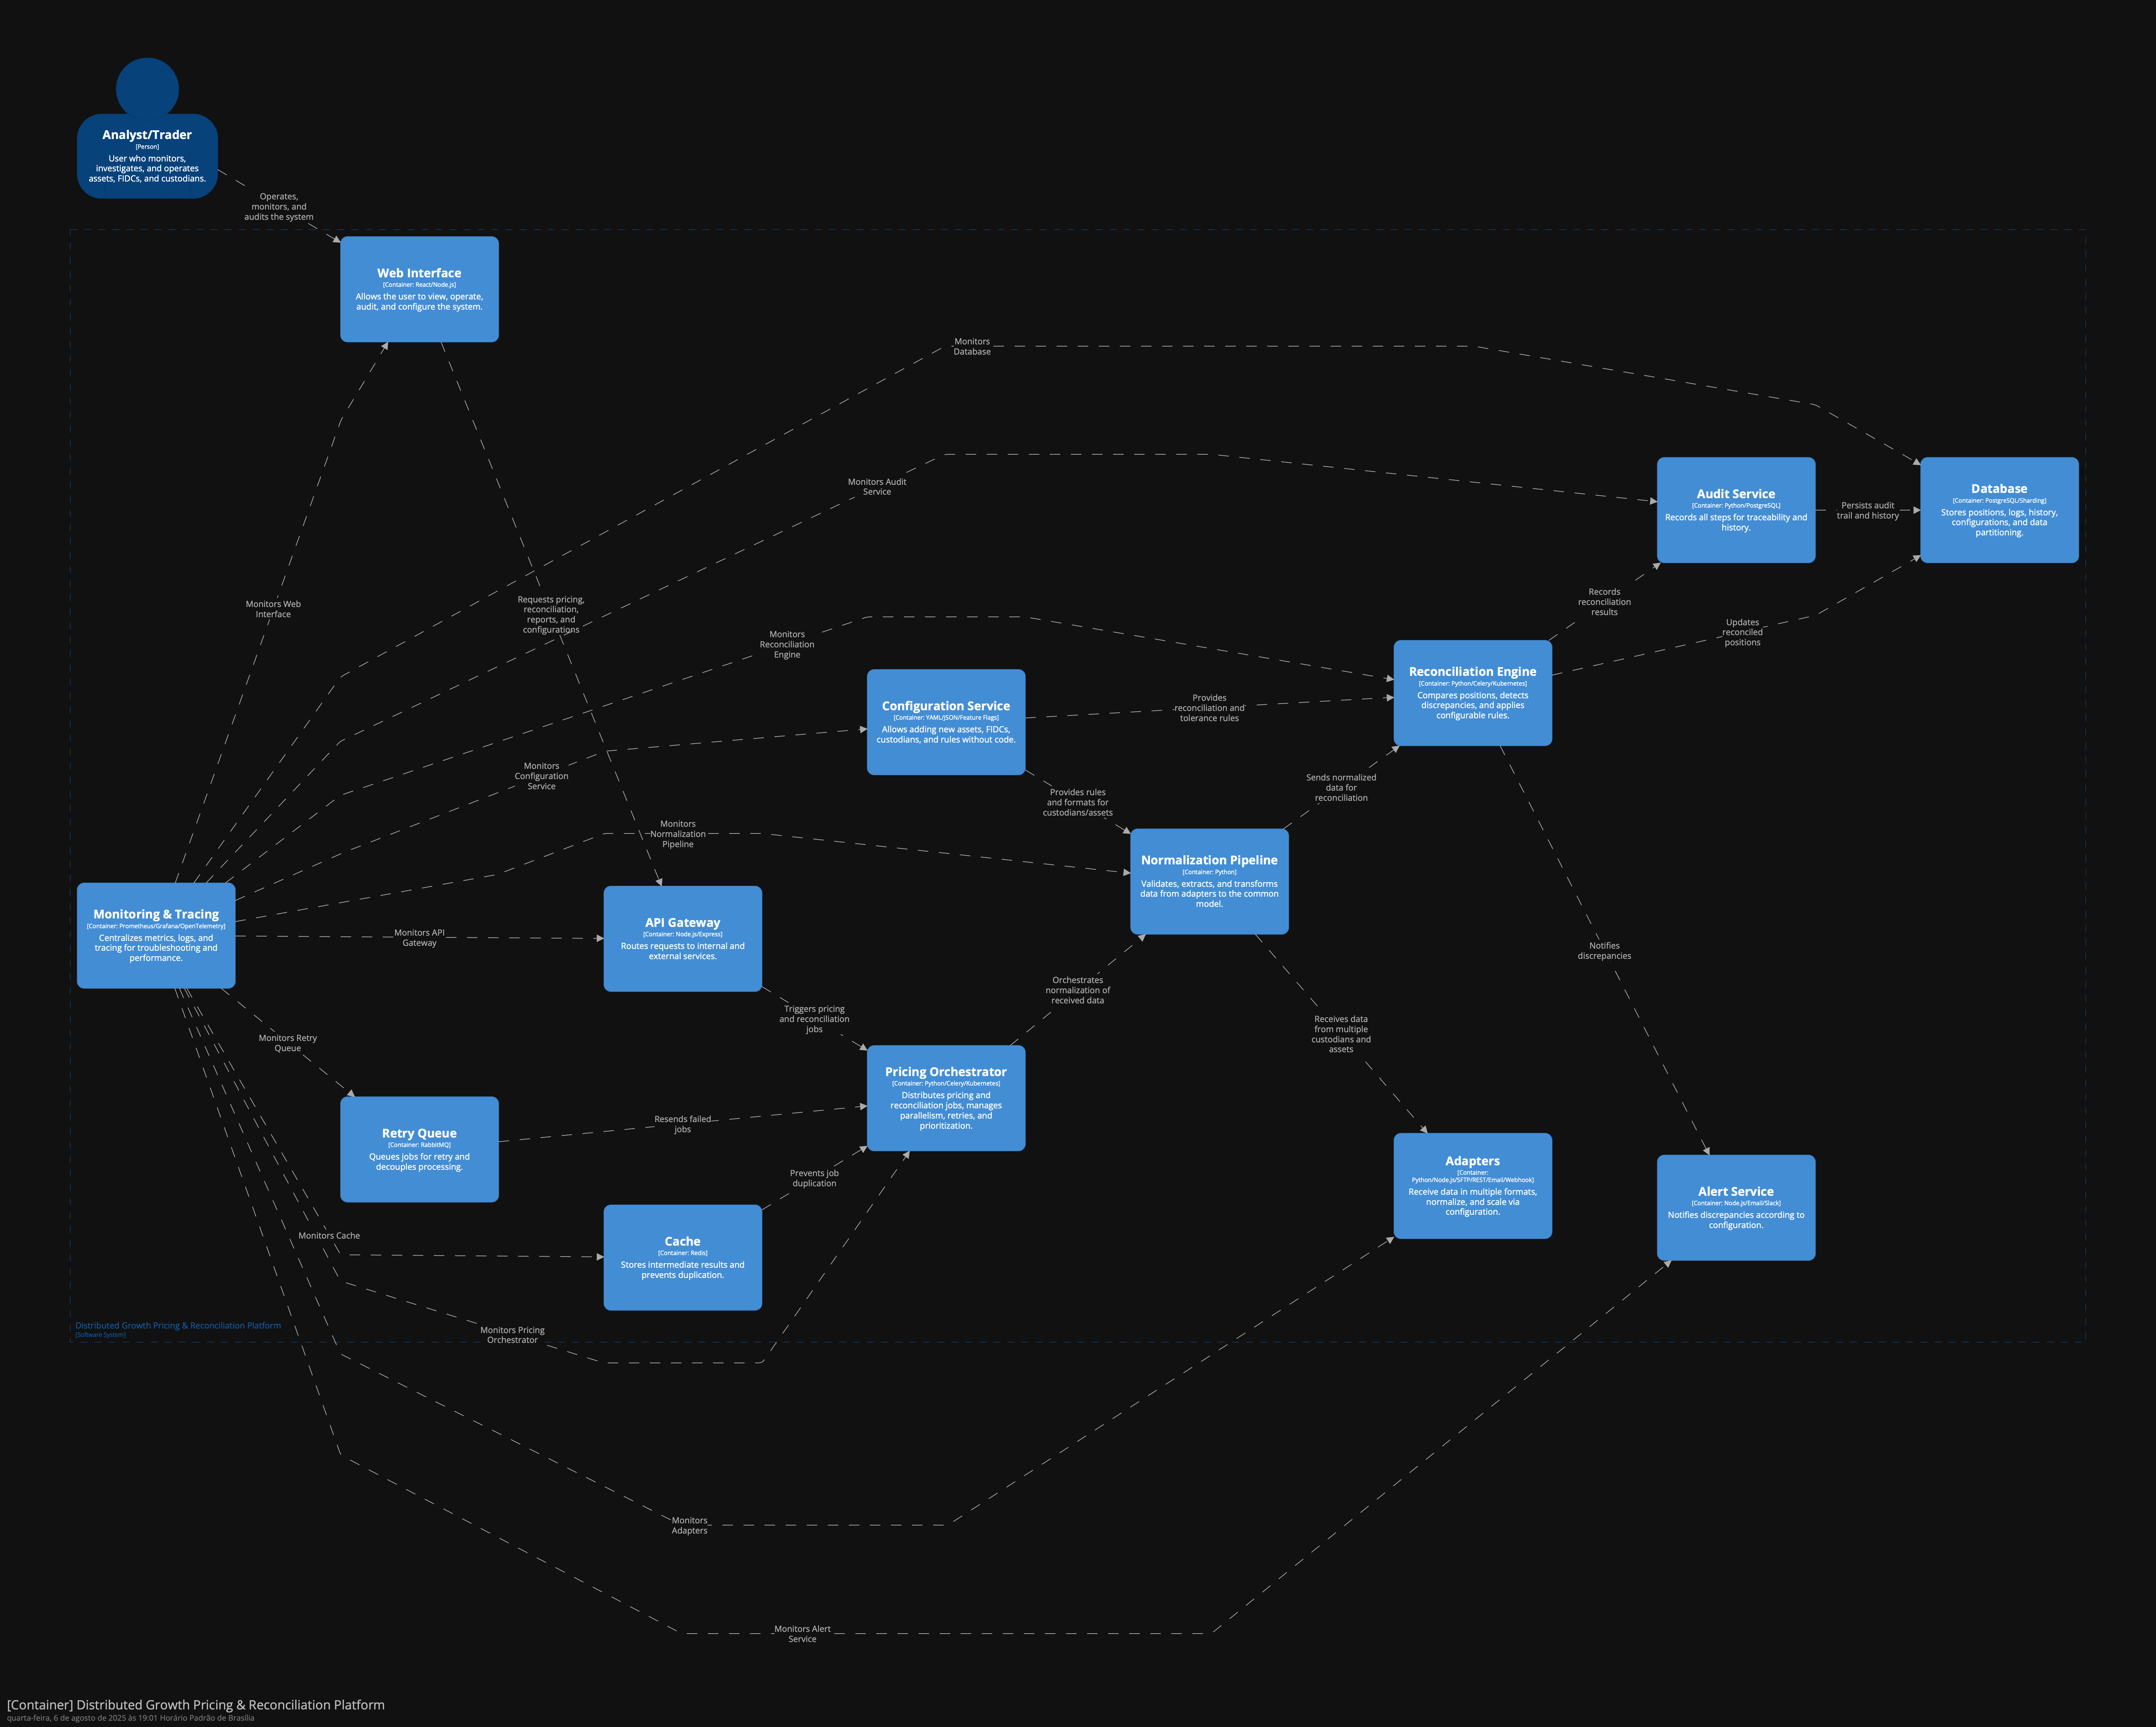 Analyst/Trader
[Person]
User who monitors,
investigates, and operates
assets, FIDCs, and custodians.
Operates,
monitors, and
audits the system
Web Interface
[Container: React/Node.js]
Allows the user to view, operate,
audit, and configure the system.
Monitors
Database
Monitors Audit
Service
Audit Service
[Container: Python/PostgreSQL]
Records all steps for traceability and
history.
Persists audit
trail and history
Database
[Container: PostgreSQL/Sharding]
Stores positions, logs, history,
configurations, and data
partitioning.
Monitors Web
Interface
Requests pricing,
reconciliation,
reports, and
configurations
Records
reconciliation
results
Updates
reconciled
positions
Monitors
Reconciliation
Engine
Configuration Service
[Container: YAML/JSON/Feature Flags]
Allows adding new assets, FIDCs,
custodians, and rules without code.
Provides
reconciliation and
tolerance rules
Reconciliation Engine
[Container: Python/Celery/Kubernetes]
Compares positions, detects
discrepancies, and applies
configurable rules.
Monitors
Configuration
Service
Provides rules
and formats for
custodians/assets
Sends normalized
data for
reconciliation
Monitors
Normalization
Pipeline
Normalization Pipeline
[Container: Python]
Validates, extracts, and transforms
data from adapters to the common
model.
Monitoring & Tracing
[Container: Prometheus/Grafana/OpenTelemetry]
Centralizes metrics, logs, and
tracing for troubleshooting and
performance.
Monitors API
Gateway
API Gateway
[Container: Node.js/Express]
Routes requests to internal and
external services.
Notifies
discrepancies
Orchestrates
normalization of
received data
Triggers pricing
and reconciliation
jobs
Receives data
from multiple
custodians and
assets
Monitors Retry
Queue
Pricing Orchestrator
[Container: Python/Celery/Kubernetes]
Distributes pricing and
reconciliation jobs, manages
parallelism, retries, and
prioritization.
Retry Queue
[Container: RabbitMQ]
Queues jobs for retry and
decouples processing.
Resends failed
jobs
Prevents job
duplication
Adapters
[Container:
Python/Node.js/SFTP/REST/Email/Webhook]
Receive data in multiple formats,
normalize, and scale via
configuration.
Alert Service
[Container: Node.js/Email/Slack]
Notifies discrepancies according to
configuration.
Monitors Cache
Cache
[Container: Redis]
Stores intermediate results and
prevents duplication.
Distributed Growth Pricing & Reconciliation Platform
[Software System]
Monitors Pricing
Orchestrator
Monitors
Adapters
Monitors Alert
Service
[Container] Distributed Growth Pricing & Reconciliation Platform
quarta-feira, 6 de agosto de 2025 às 19:01 Horário Padrão de Brasília